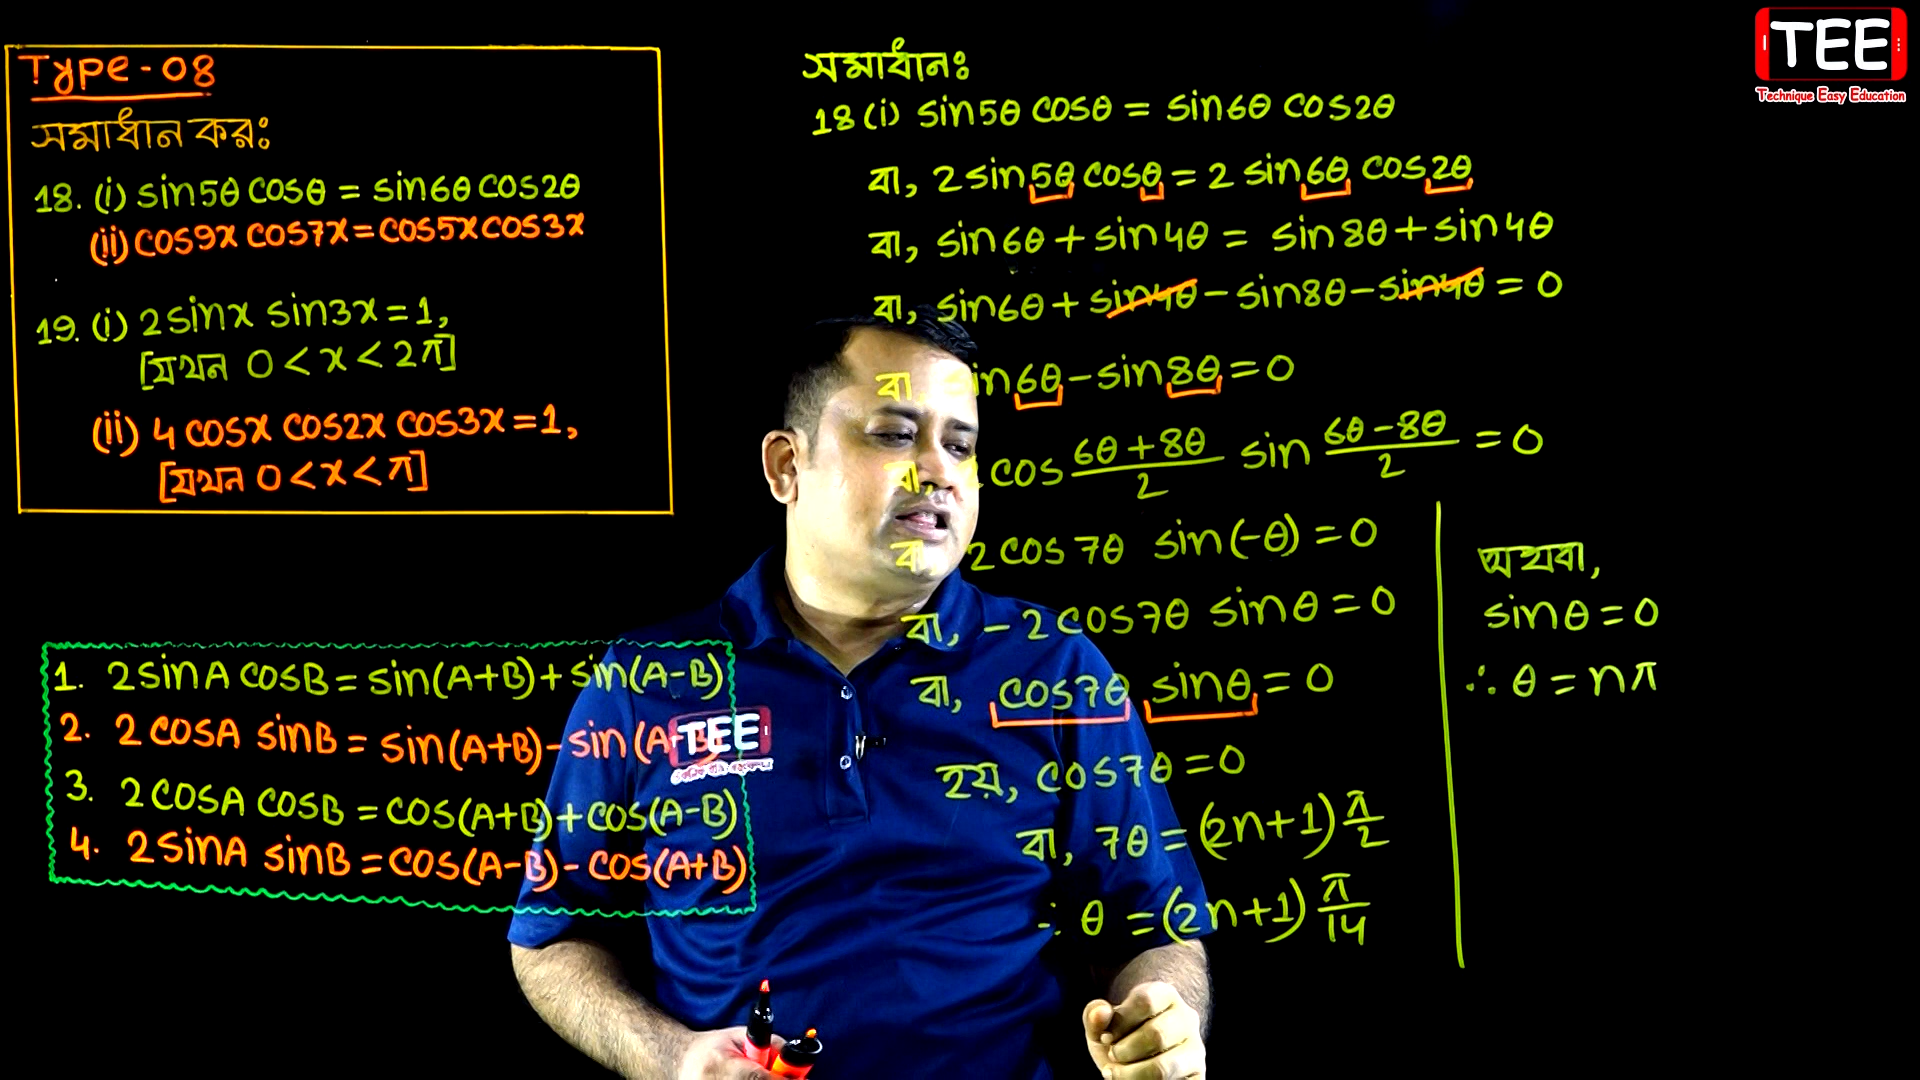 Type-08
সমাধান করঃ
18. (i) sin5θ cosθ = sin6θ cos2θ
(ii) cos9x cos7x = cos5x cos3x
19. (i) 2sinx sin3x = 1,
[যখন 0 < x < 2π]
(ii) 4 cosx cos2x cos3x = 1,
[যখন 0 < x < π]
1. 2sinA cosB = sin(A+B) + sin(A-B)
2. 2 cosA sinB = sin(A+B) - sin(A-B)
3. 2cosA cosB = cos(A+B) + cos(A-B)
4. 2sinA sinB = cos(A-B) - cos(A+B)
TEE
সমাধানঃ
18 (i) sin5θ cosθ = sin6θ cos2θ
বা, 2 sin5θ cosθ = 2 sin6θ cos2θ
বা, sin6θ + sin4θ = sin8θ + sin4θ
বা, sin6θ + sin4θ - sin8θ - sin4θ = 0
বা, sin6θ - sin8θ = 0
বা, 2cos (6θ+8θ)/2 sin (6θ-8θ)/2 = 0
বা, 2cos7θ sin(-θ) = 0
বা, -2cos7θ sinθ = 0
বা, cos7θ sinθ = 0
হয়, cos7θ = 0
বা, 7θ = (2n+1) π/2
∴ θ = (2n+1) π/14
অথবা,
sinθ = 0
∴ θ = nπ
TEE
Technique Easy Education